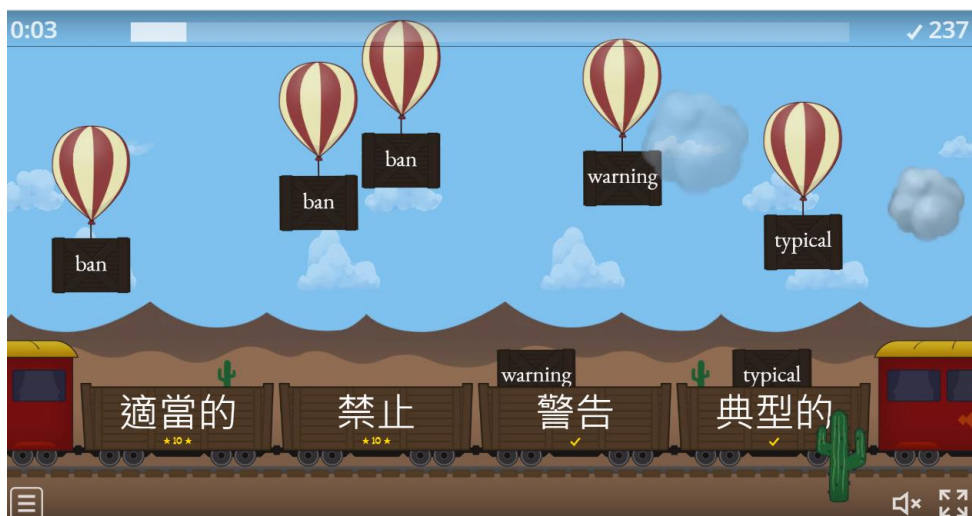 0:03
✓ 237
ban
ban
ban
warning
typical
warning
typical
適當的
禁止
警告
典型的
★ 10 ★
★ 10 ★
✓
✓